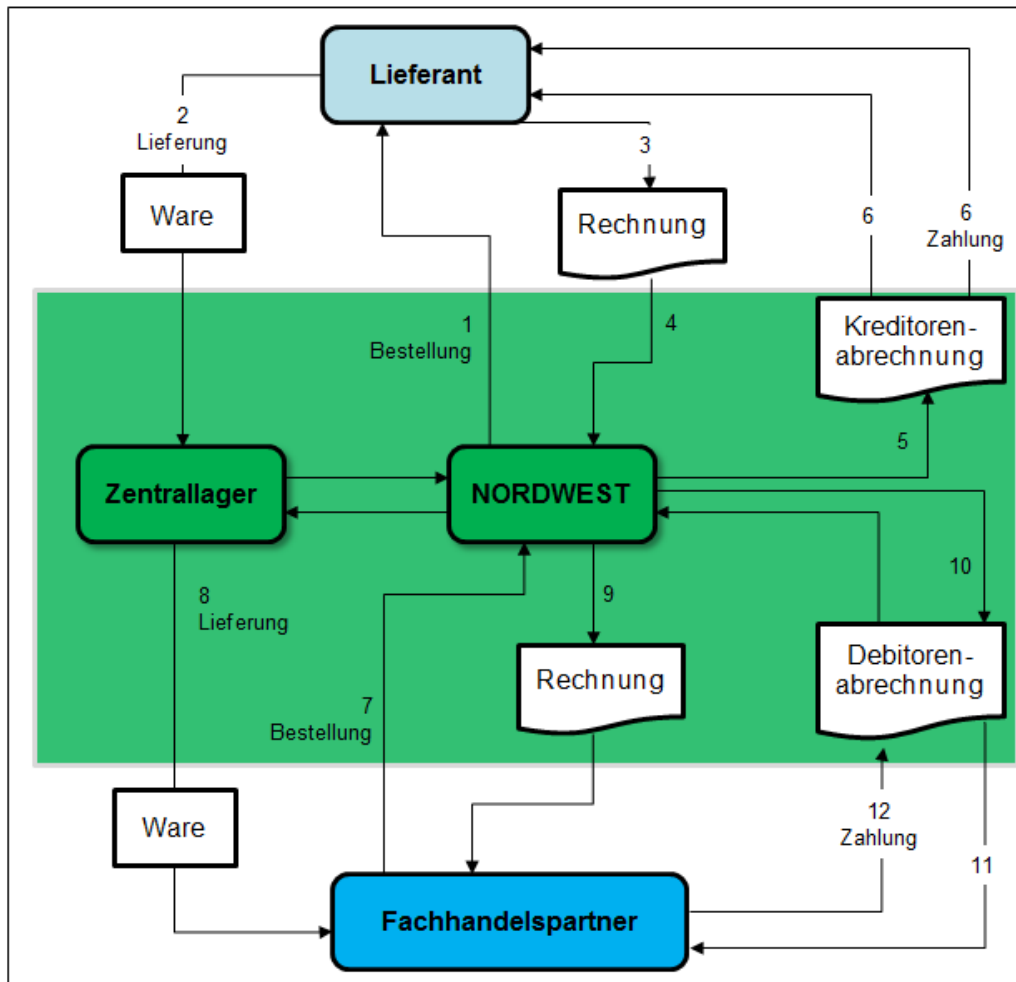 Lieferant
2
Lieferung
3
Ware
Rechnung
6
6
Zahlung
1
Bestellung
4
Kreditoren-
abrechnung
5
Zentrallager
NORDWEST
10
8
Lieferung
9
7
Bestellung
Rechnung
Debitoren-
abrechnung
Ware
12
Zahlung
11
Fachhandelspartner